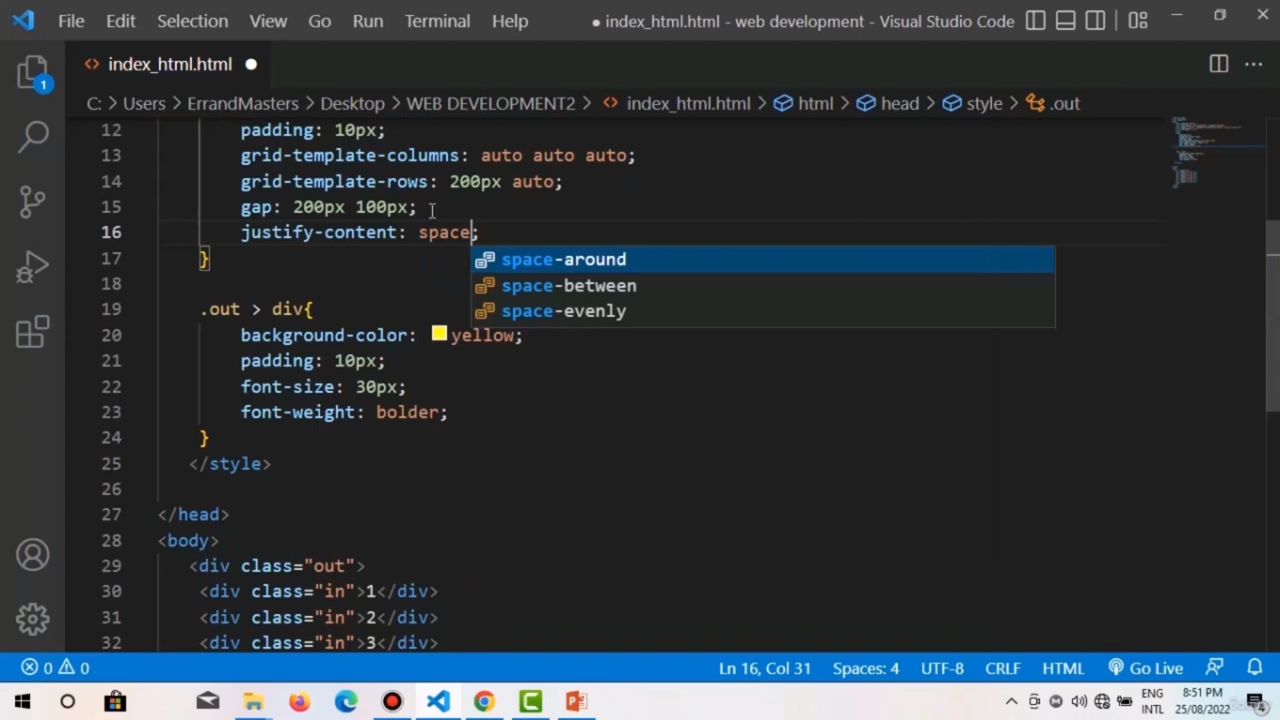 File Edit Selection View Go Run Terminal Help ● index_html.html - web development - Visual Studio Code
<> index_html.html ●
C: > Users > ErrandMasters > Desktop > WEB DEVELOPMENT2 > <> index_html.html > html > head > style > .out
1
12 padding: 10px;
13 grid-template-columns: auto auto auto;
14 grid-template-rows: 200px auto;
15 gap: 200px 100px;
16 justify-content: space;
space-around
17 }
space-between
18
space-evenly
19 .out > div{
20 background-color: yellow;
21 padding: 10px;
22 font-size: 30px;
23 font-weight: bolder;
24 }
25 </style>
26
27 </head>
28 <body>
29 <div class="out">
30 <div class="in">1</div>
31 <div class="in">2</div>
32 <div class="in">3</div>
0 0 Ln 16, Col 31 Spaces: 4 UTF-8 CRLF HTML Go Live
ENG 8:51 PM
INTL 25/08/2022 4